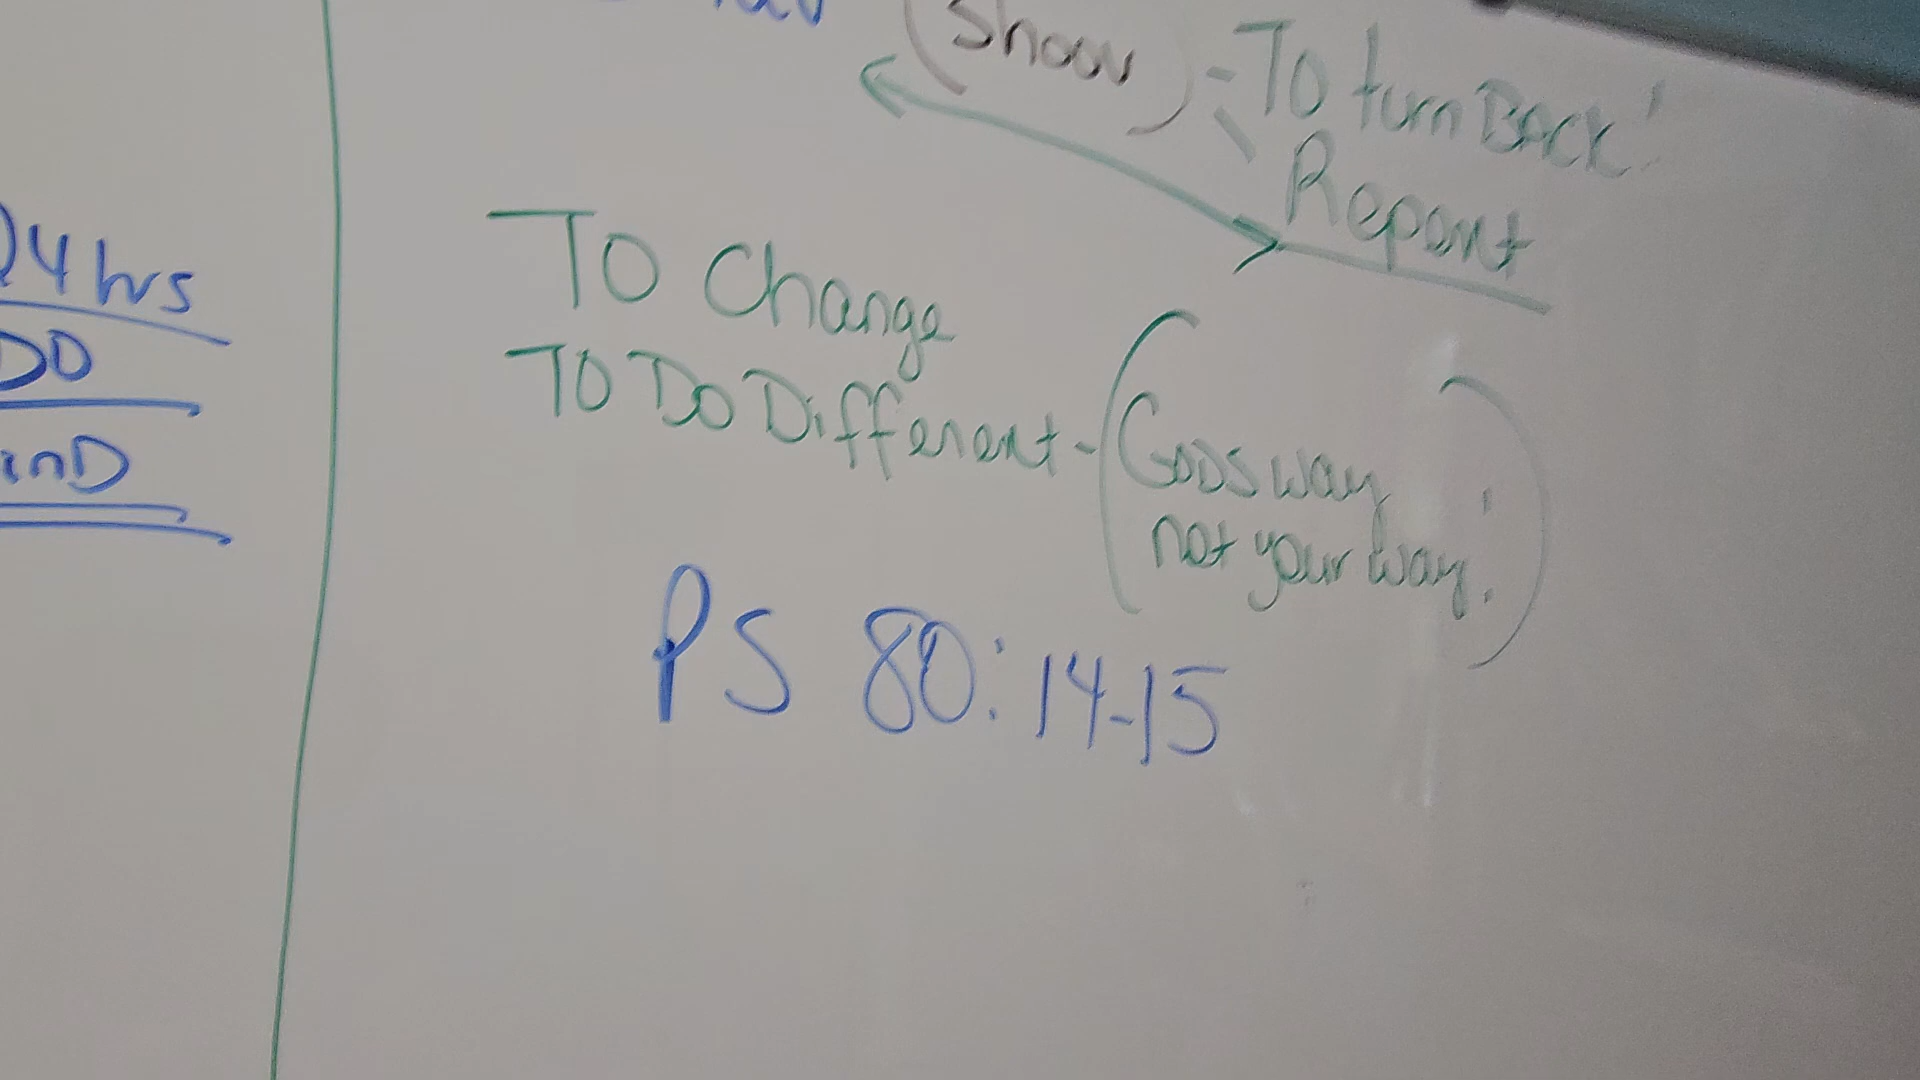 (Shoov) - To turn Back!
Repent
24 hrs
To Change
To Do Different - (Gods way
not your way.)
PS 80:14-15